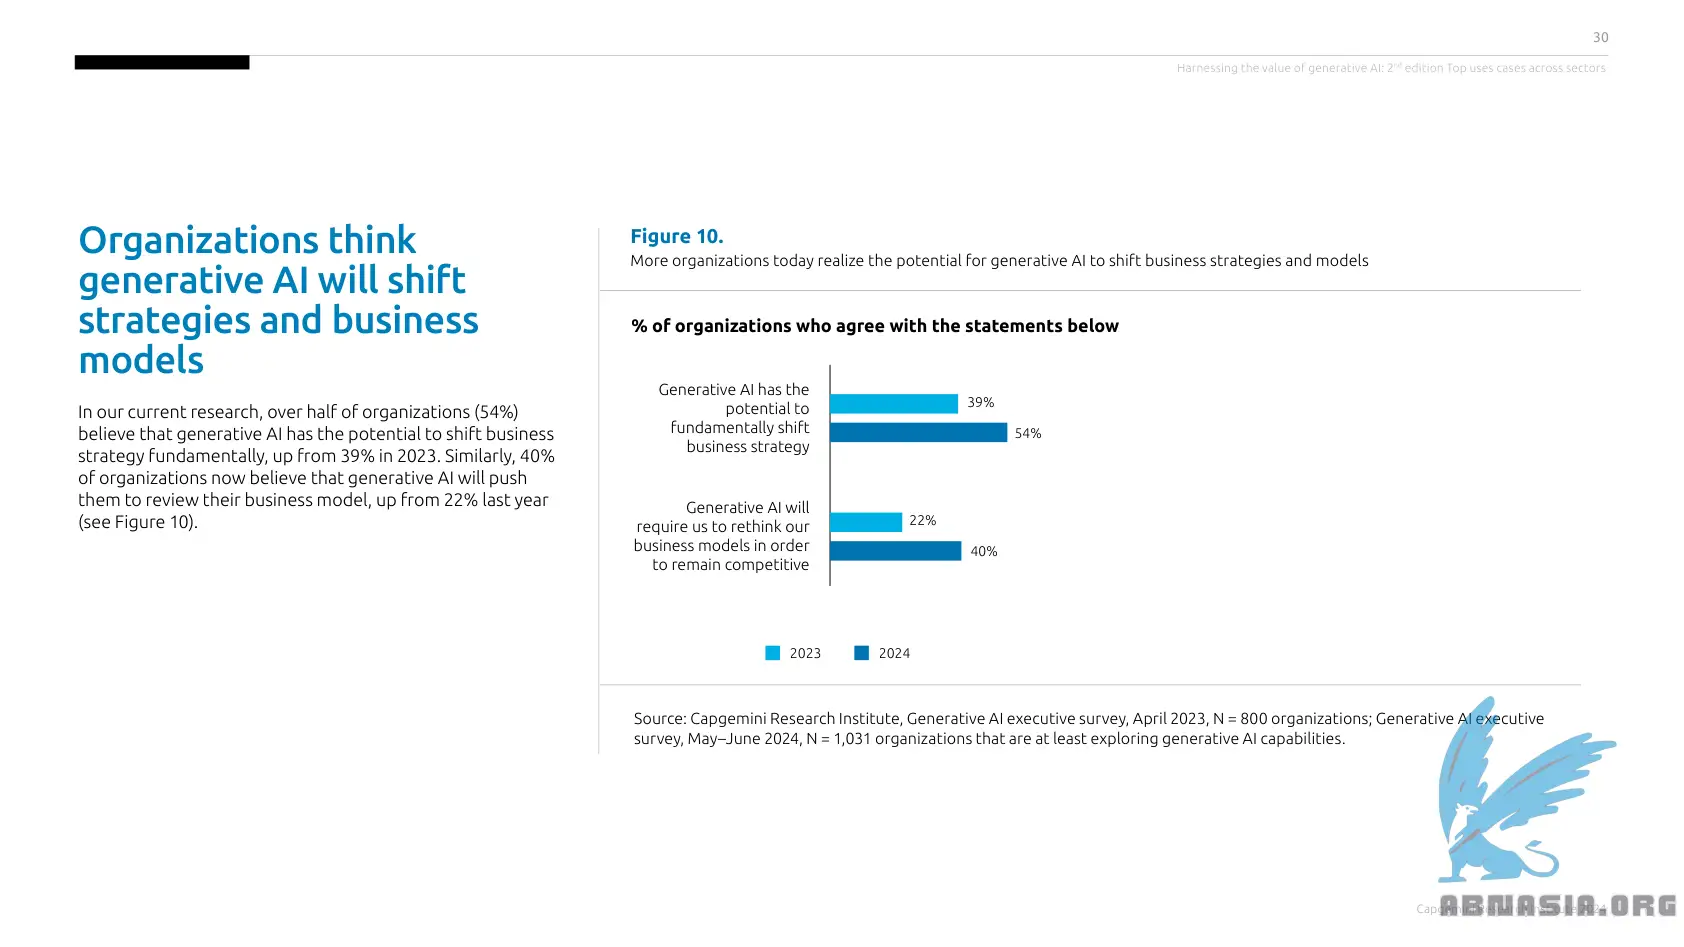 30
Harnessing the value of generative AI: 2nd edition Top uses cases across sectors
Organizations think
generative AI will shift
strategies and business
models
In our current research, over half of organizations (54%)
believe that generative AI has the potential to shift business
strategy fundamentally, up from 39% in 2023. Similarly, 40%
of organizations now believe that generative AI will push
them to review their business model, up from 22% last year
(see Figure 10).
Figure 10.
More organizations today realize the potential for generative AI to shift business strategies and models
% of organizations who agree with the statements below
Generative AI has the
potential to
fundamentally shift
business strategy
39%
54%
Generative AI will
require us to rethink our
business models in order
to remain competitive
22%
40%
2023
2024
Source: Capgemini Research Institute, Generative AI executive survey, April 2023, N = 800 organizations; Generative AI executive
survey, May–June 2024, N = 1,031 organizations that are at least exploring generative AI capabilities.
Capgemini Research Institute 2024
ABNASIA.ORG